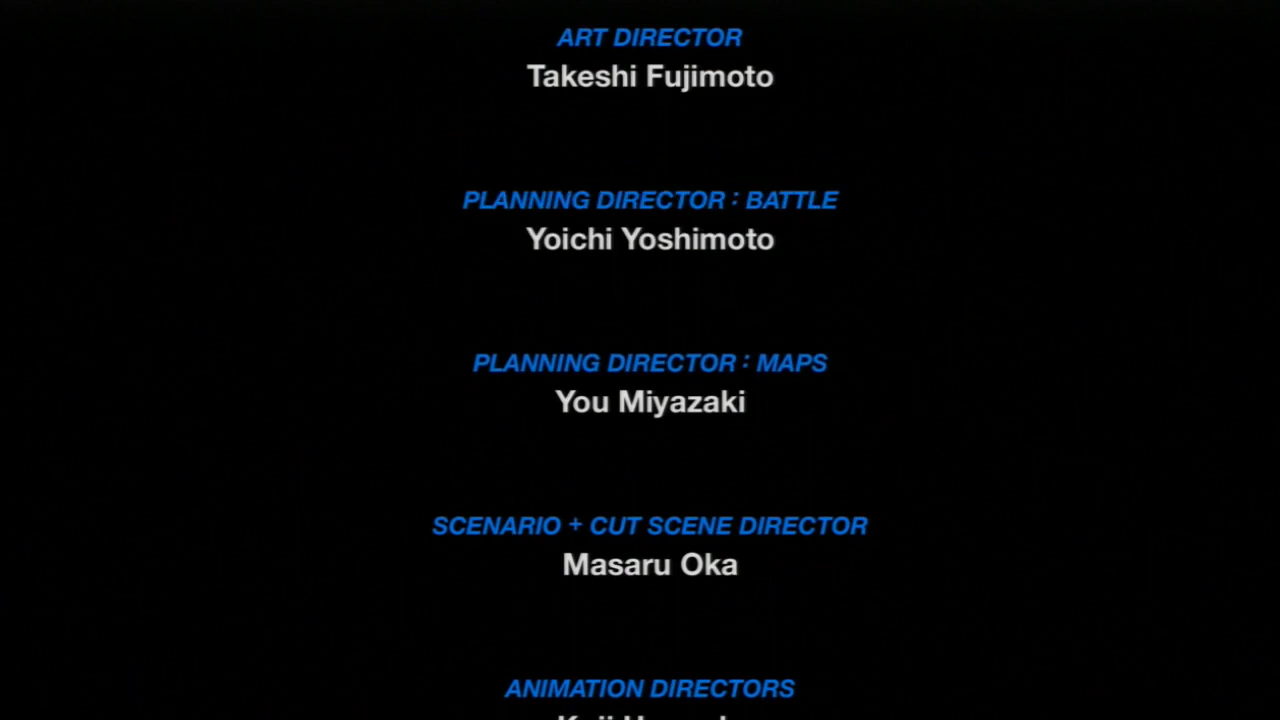 ART DIRECTOR
Takeshi Fujimoto
PLANNING DIRECTOR : BATTLE
Yoichi Yoshimoto
PLANNING DIRECTOR : MAPS
You Miyazaki
SCENARIO + CUT SCENE DIRECTOR
Masaru Oka
ANIMATION DIRECTORS